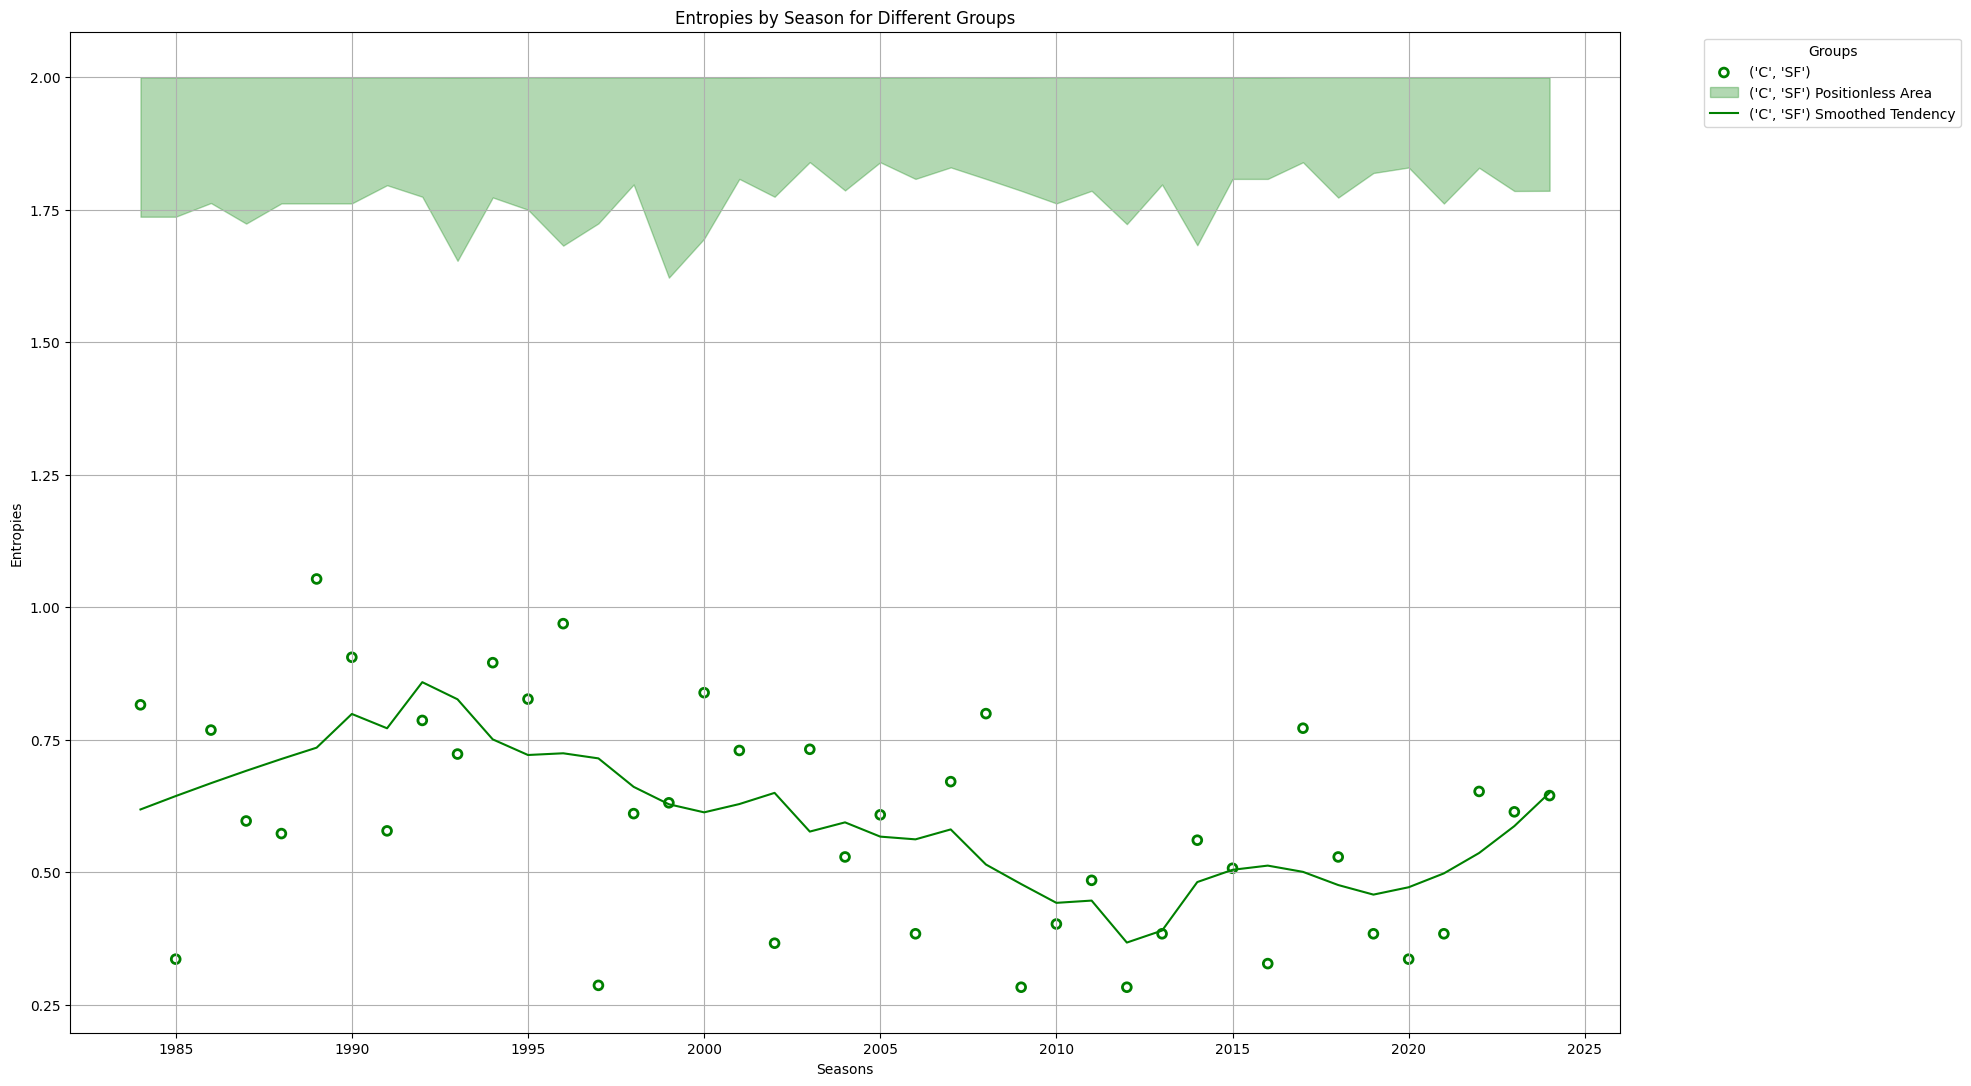 Entropies by Season for Different Groups
Groups
('C', 'SF')
('C', 'SF') Positionless Area
('C', 'SF') Smoothed Tendency
Entropies
2.00
1.75
1.50
1.25
1.00
0.75
0.50
0.25
1985 1990 1995 2000 2005 2010 2015 2020 2025
Seasons